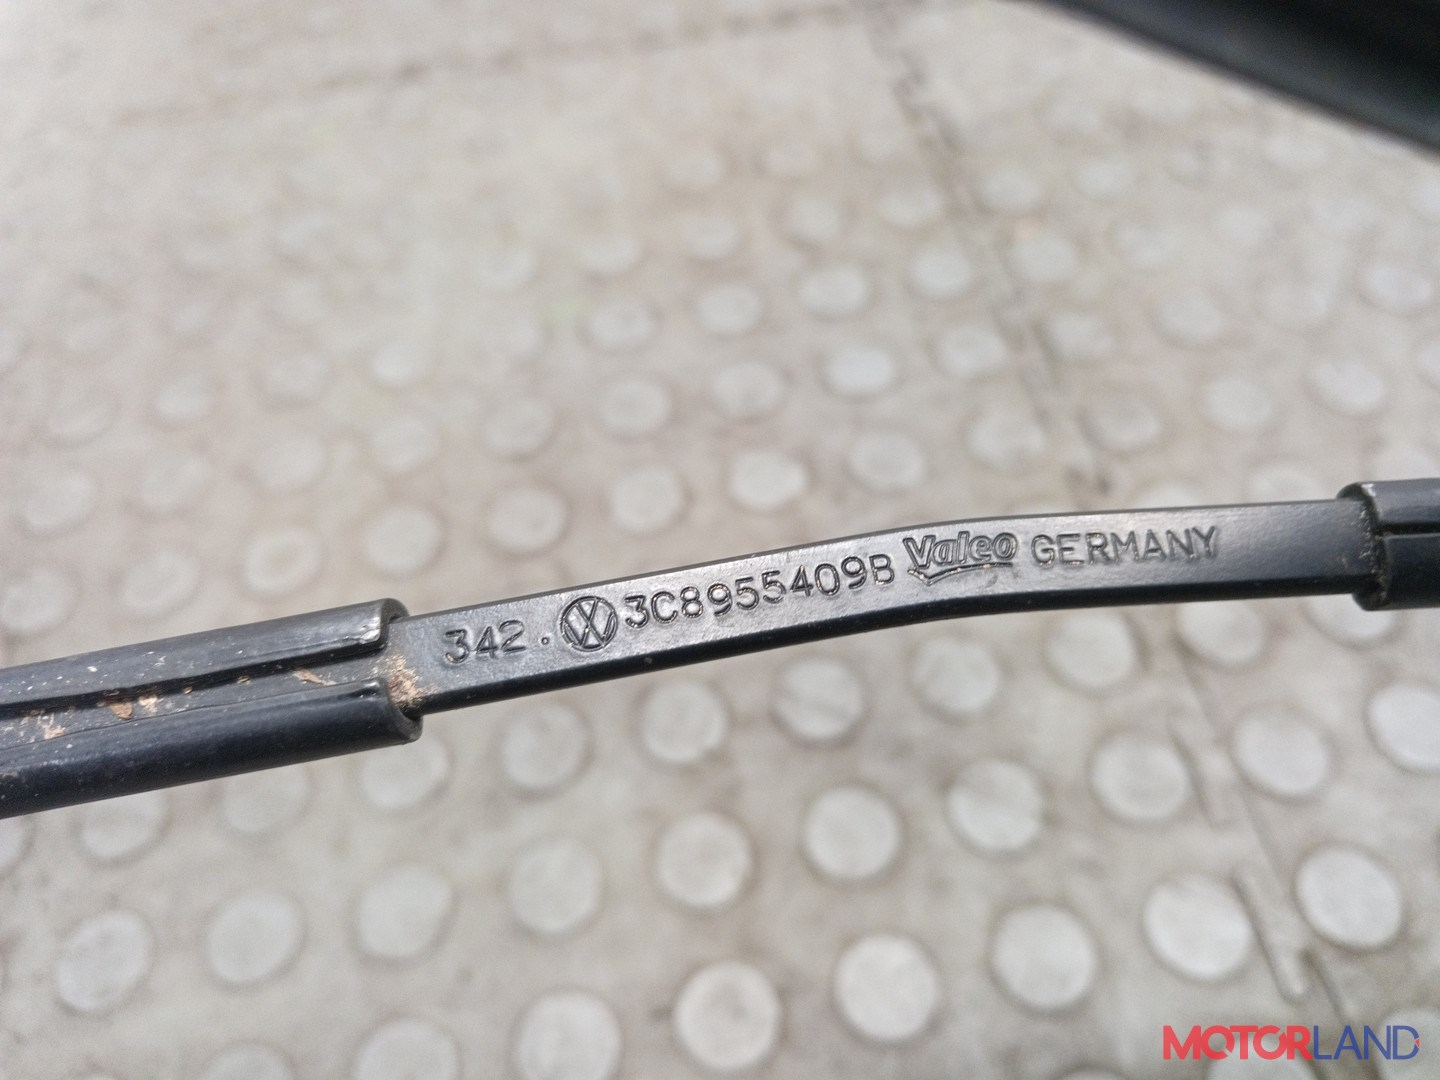 342. 3C8955409B Valeo GERMANY
MOTORLAND